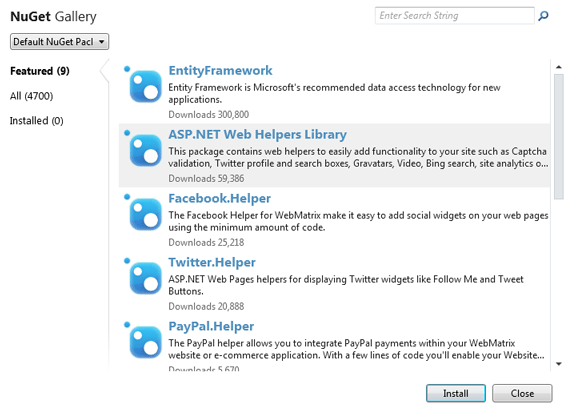 NuGet Gallery
Enter Search String
Default NuGet Pacl
Featured (9)
All (4700)
Installed (0)
EntityFramework
Entity Framework is Microsoft's recommended data access technology for new
applications.
Downloads 300,800
ASP.NET Web Helpers Library
This package contains web helpers to easily add functionality to your site such as Captcha
validation, Twitter profile and search boxes, Gravatars, Video, Bing search, site analytics o...
Downloads 59,386
Facebook.Helper
The Facebook Helper for WebMatrix make it easy to add social widgets on your web pages
using the minimum amount of code.
Downloads 25,218
Twitter.Helper
ASP.NET Web Pages helpers for displaying Twitter widgets like Follow Me and Tweet
Buttons.
Downloads 20,888
PayPal.Helper
The PayPal helper allows you to integrate PayPal payments within your WebMatrix
website or e-commerce application. With a few lines of code you'll enable your Website...
Downloads 5,670
Install
Close